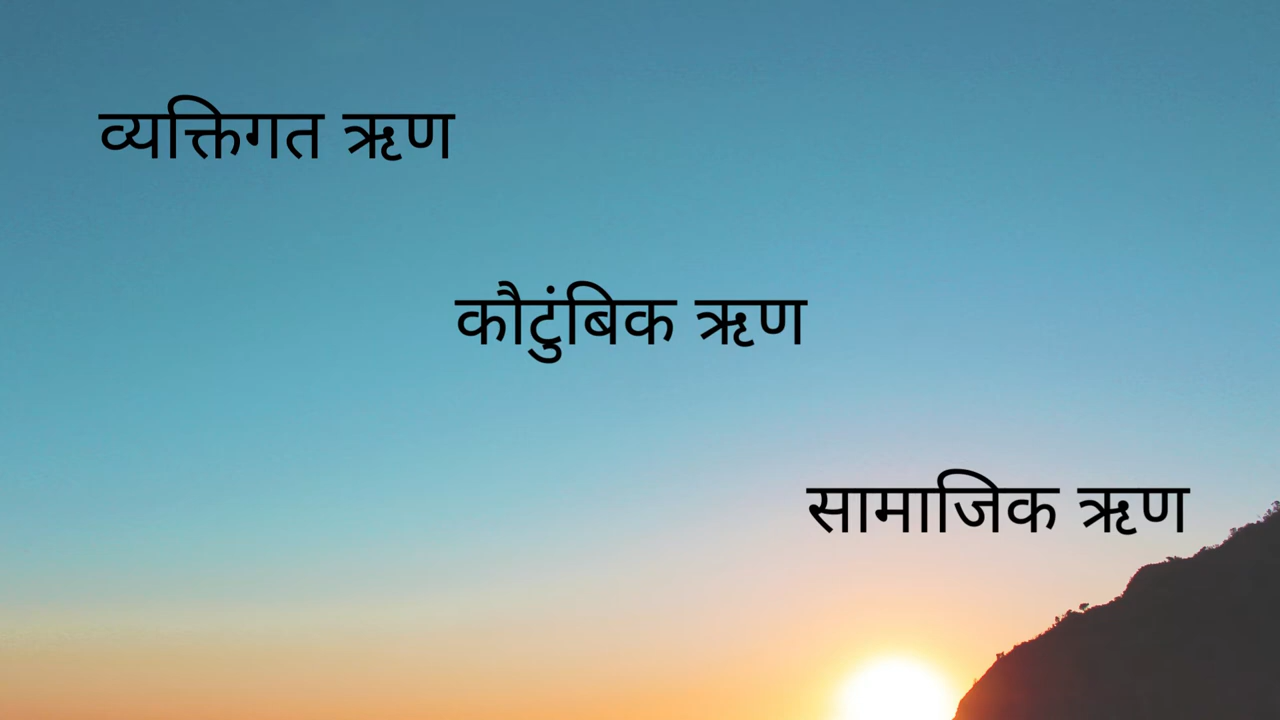 व्यक्तिगत ऋण
कौटुंबिक ऋण
सामाजिक ऋण